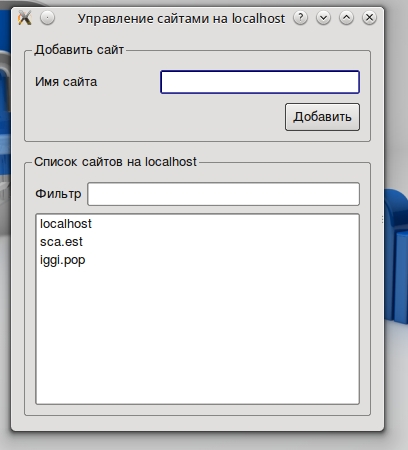 Управление сайтами на localhost
Добавить сайт
Имя сайта
Добавить
Список сайтов на localhost
Фильтр
localhost
sca.est
iggi.pop